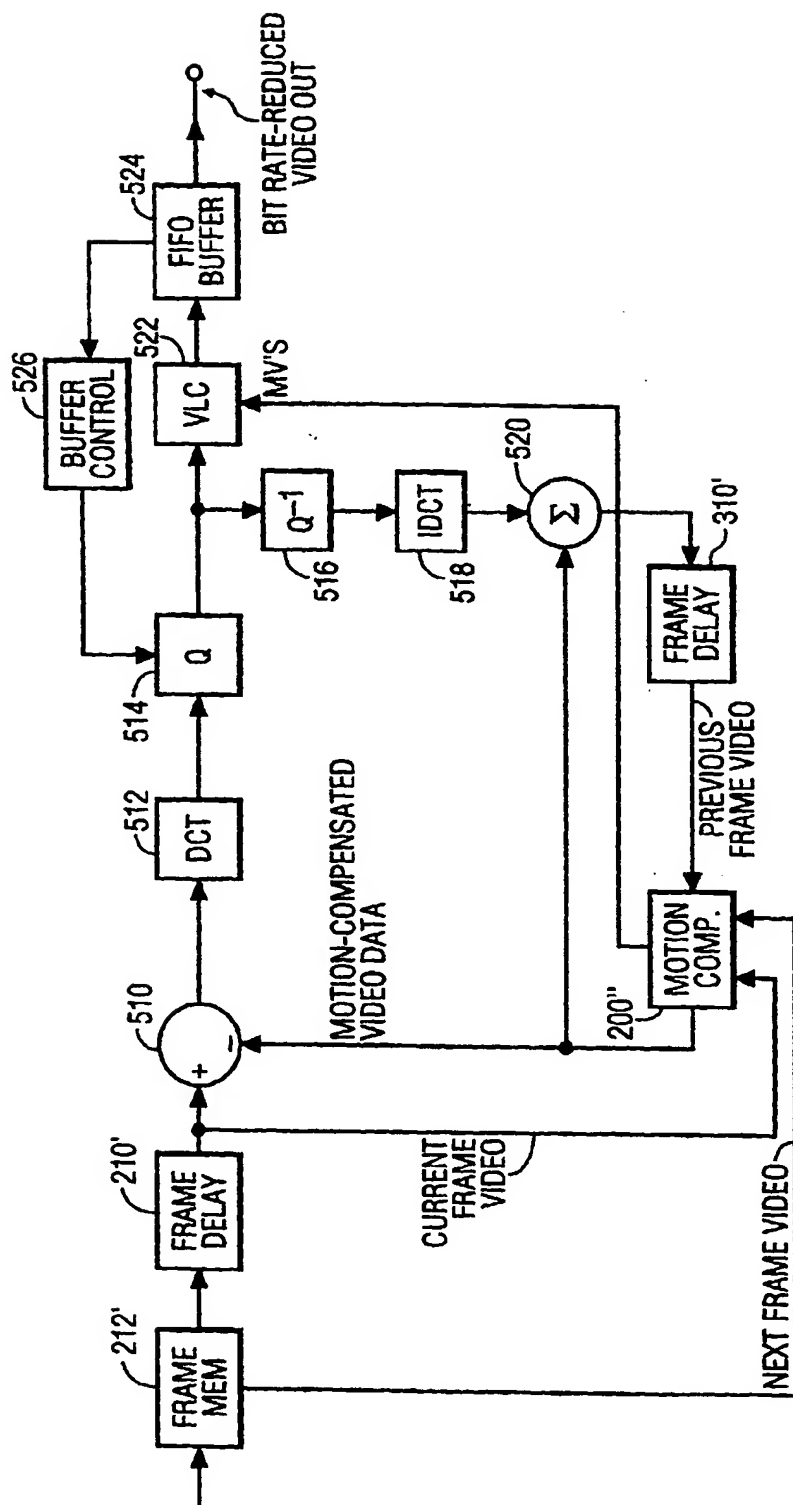 212'
FRAME
MEM
210'
FRAME
DELAY
510
+
−
512
DCT
514
Q
526
BUFFER
CONTROL
522
VLC
524
FIFO
BUFFER
BIT RATE-REDUCED
VIDEO OUT
MV'S
Q⁻¹
516
IDCT
518
520
Σ
310'
FRAME
DELAY
PREVIOUS
FRAME VIDEO
MOTION
COMP.
200"
MOTION-COMPENSATED
VIDEO DATA
CURRENT
FRAME
VIDEO
NEXT FRAME VIDEO